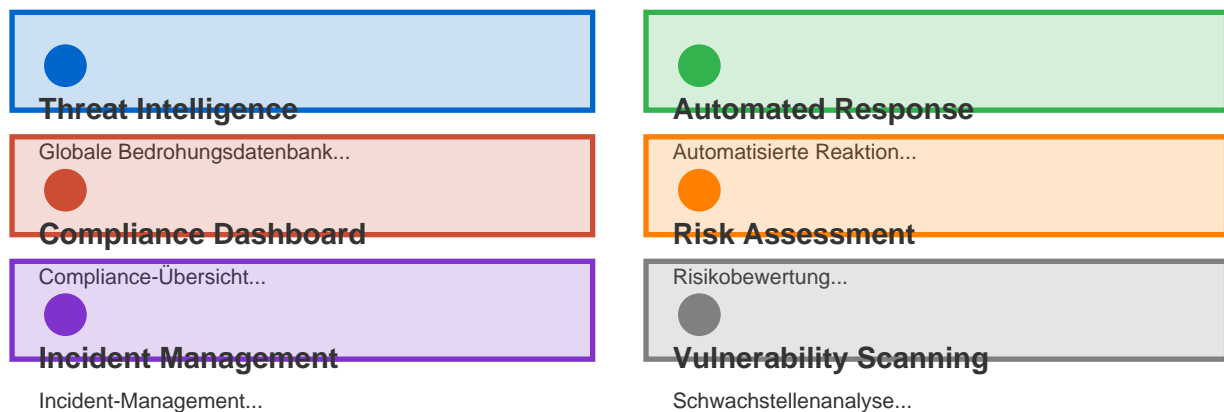 Threat Intelligence
Globale Bedrohungsdatenbank...
Automated Response
Automatisierte Reaktion...
Compliance Dashboard
Compliance-Übersicht...
Risk Assessment
Risikobewertung...
Incident Management
Incident-Management...
Vulnerability Scanning
Schwachstellenanalyse...